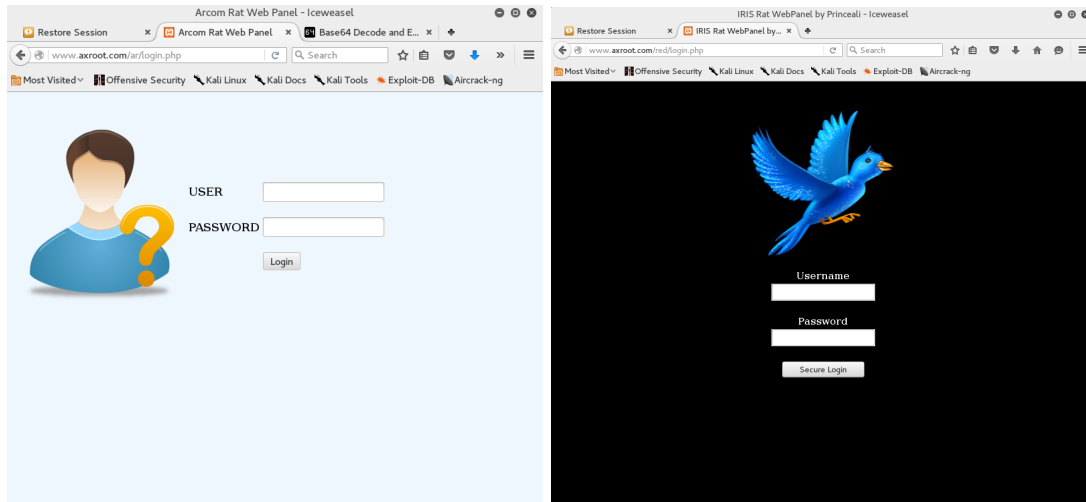 Arcom Rat Web Panel - Iceweasel
Restore Session
Arcom Rat Web Panel
Base64 Decode and E...
www.axroot.com/ar/login.php
Search
Most Visited
Offensive Security
Kali Linux
Kali Docs
Kali Tools
Exploit-DB
Aircrack-ng
USER
PASSWORD
Login
IRIS Rat WebPanel by Princeali - Iceweasel
Restore Session
IRIS Rat WebPanel by...
www.axroot.com/red/login.php
Search
Most Visited
Offensive Security
Kali Linux
Kali Docs
Kali Tools
Exploit-DB
Aircrack-ng
Username
Password
Secure Login